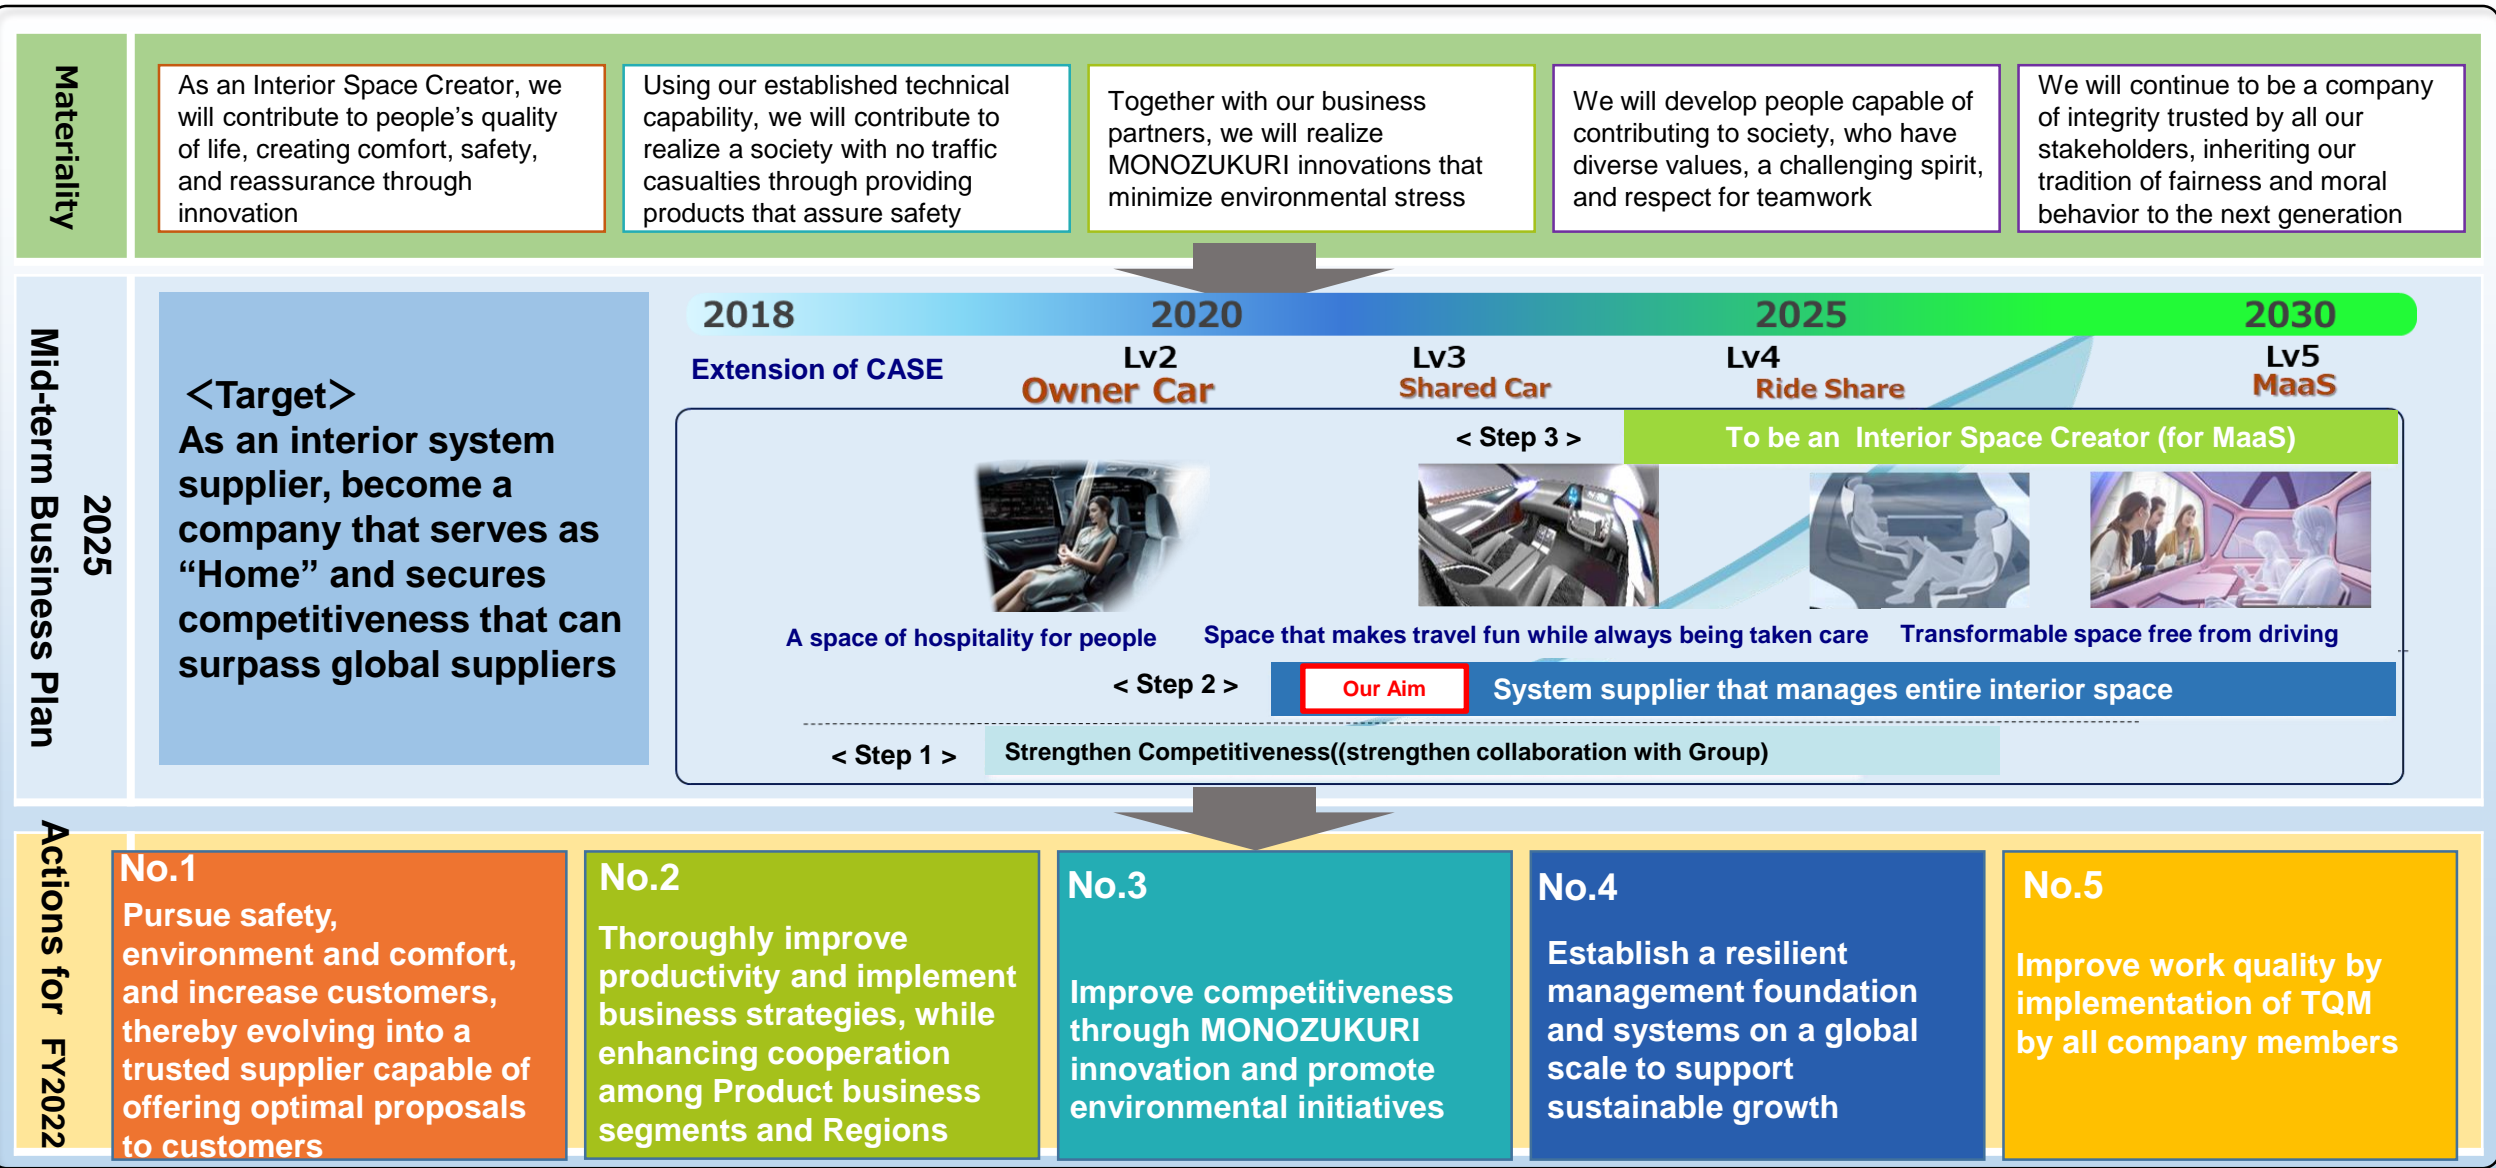 Materiality
As an Interior Space Creator, we
will contribute to people’s quality
of life, creating comfort, safety,
and reassurance through
innovation
Using our established technical
capability, we will contribute to
realize a society with no traffic
casualties through providing
products that assure safety
Together with our business
partners, we will realize
MONOZUKURI innovations that
minimize environmental stress
We will develop people capable of
contributing to society, who have
diverse values, a challenging spirit,
and respect for teamwork
We will continue to be a company
of integrity trusted by all our
stakeholders, inheriting our
tradition of fairness and moral
behavior to the next generation
2025
Mid-term Business Plan
＜Target＞
As an interior system
supplier, become a
company that serves as
“Home” and secures
competitiveness that can
surpass global suppliers
2018 2020 2025 2030
Extension of CASE
Lv2
Owner Car
Lv3
Shared Car
Lv4
Ride Share
Lv5
MaaS
< Step 3 >
To be an Interior Space Creator (for MaaS)
A space of hospitality for people
Space that makes travel fun while always being taken care
Transformable space free from driving
< Step 2 >
Our Aim
System supplier that manages entire interior space
< Step 1 >
Strengthen Competitiveness((strengthen collaboration with Group)
Actions for FY2022
No.1
Pursue safety,
environment and comfort,
and increase customers,
thereby evolving into a
trusted supplier capable of
offering optimal proposals
to customers
No.2
Thoroughly improve
productivity and implement
business strategies, while
enhancing cooperation
among Product business
segments and Regions
No.3
Improve competitiveness
through MONOZUKURI
innovation and promote
environmental initiatives
No.4
Establish a resilient
management foundation
and systems on a global
scale to support
sustainable growth
No.5
Improve work quality by
implementation of TQM
by all company members